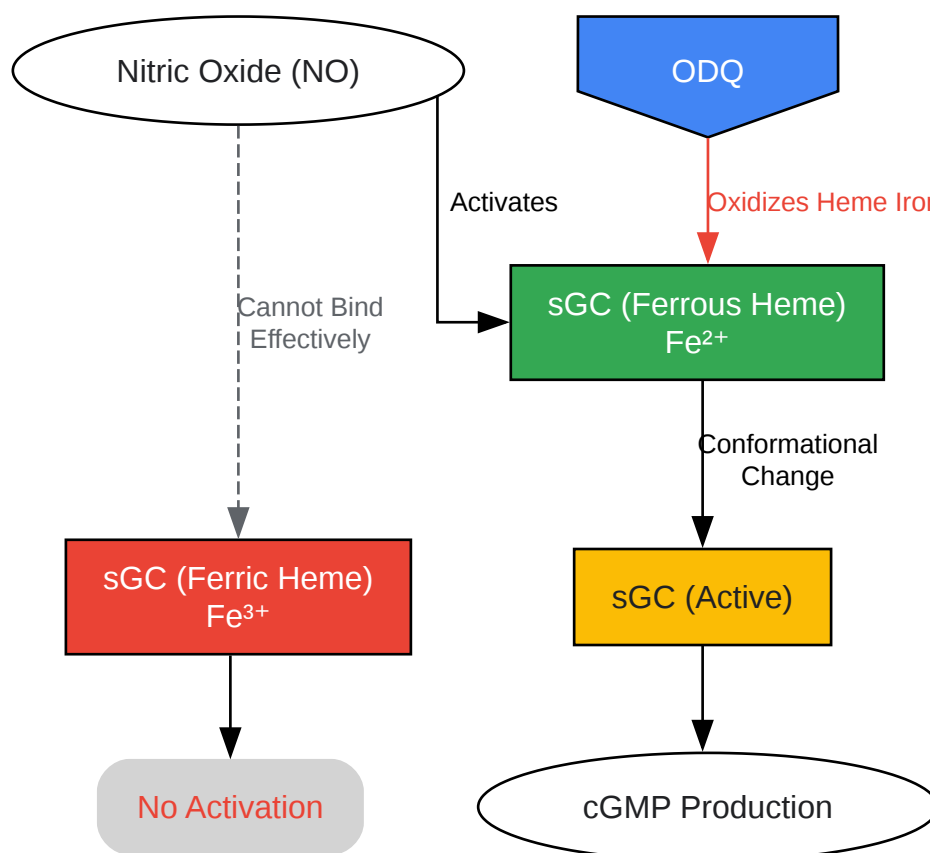 Nitric Oxide (NO)
ODQ
Activates
Oxidizes Heme Iron
Cannot Bind
Effectively
sGC (Ferrous Heme)
Fe²⁺
Conformational
Change
sGC (Ferric Heme)
Fe³⁺
sGC (Active)
No Activation
cGMP Production